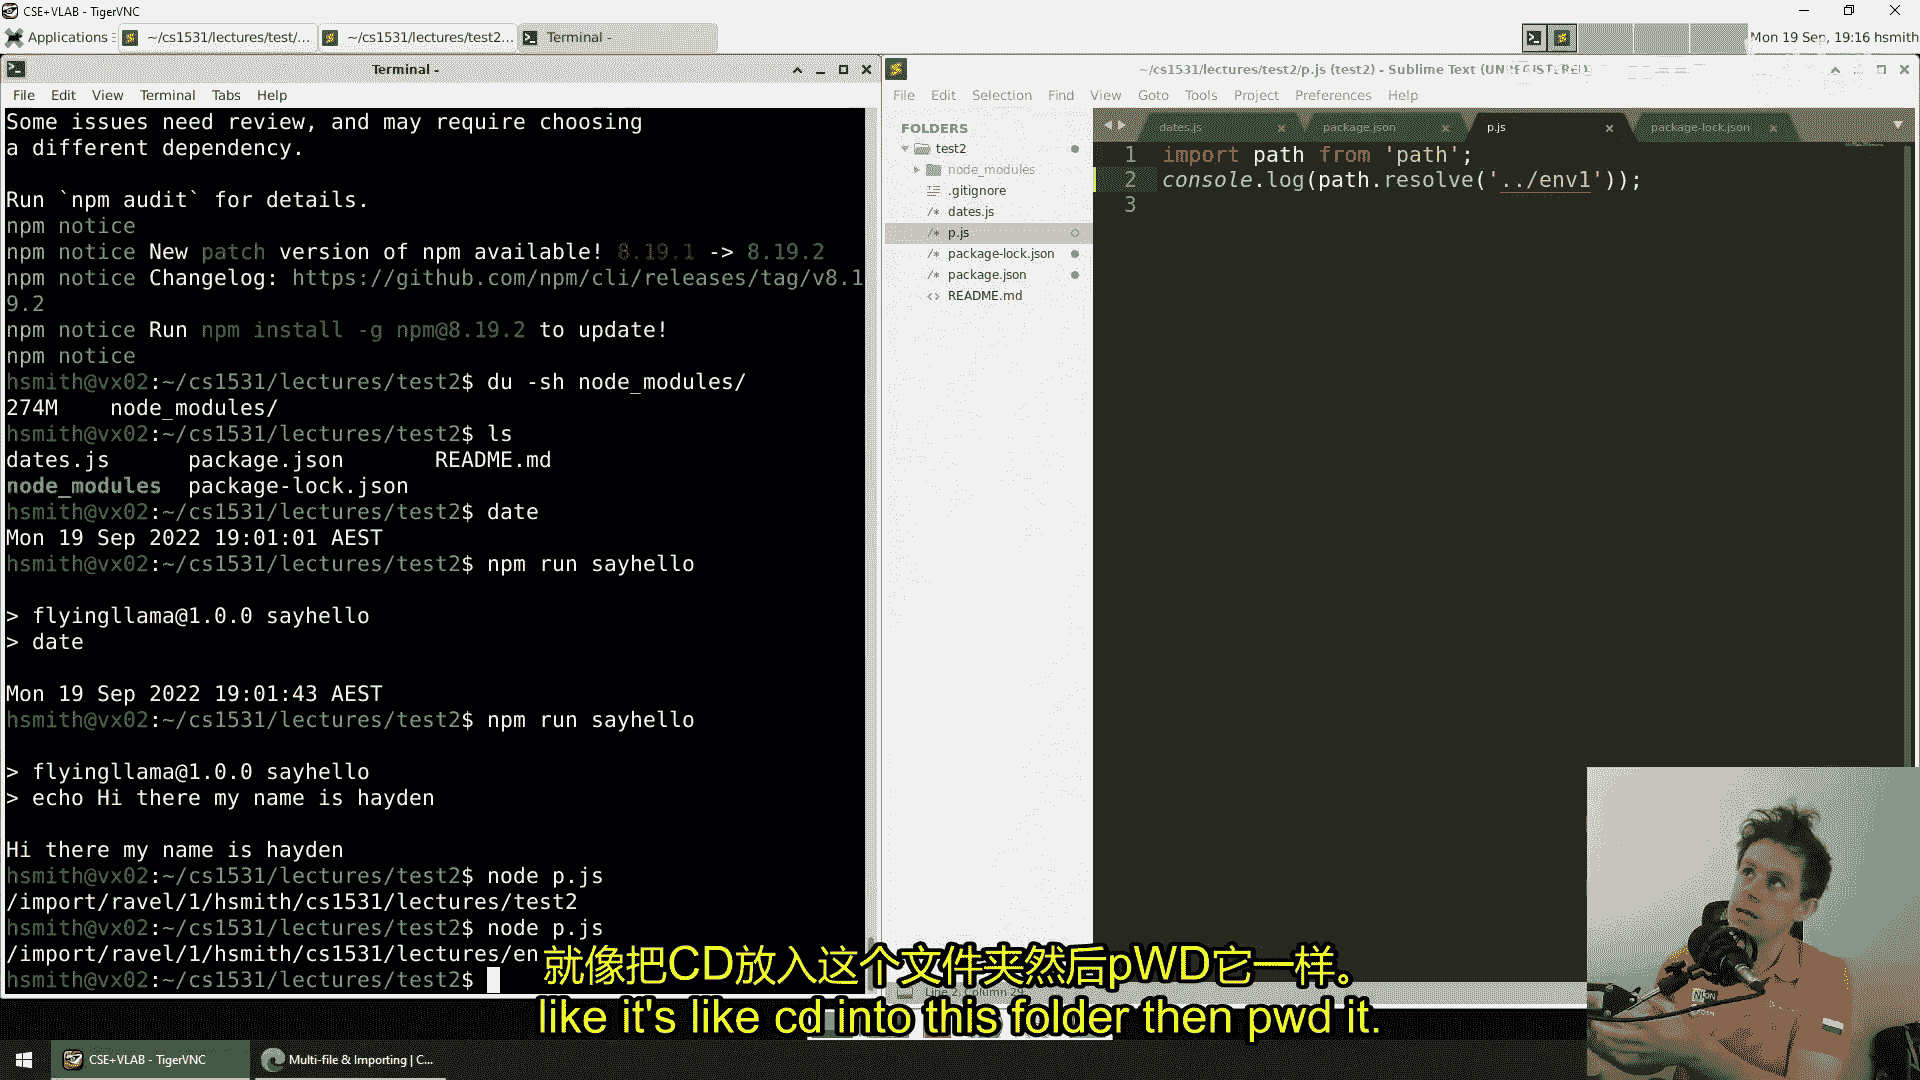 CSE+VLAB - TigerVNC
Applications
~/cs1531/lectures/test/...
~/cs1531/lectures/test2...
Terminal -
Mon 19 Sep, 19:16 hsmith
Terminal -
File Edit View Terminal Tabs Help
Some issues need review, and may require choosing
a different dependency.
Run `npm audit` for details.
npm notice
npm notice New patch version of npm available! 8.19.1 -> 8.19.2
npm notice Changelog: https://github.com/npm/cli/releases/tag/v8.1
9.2
npm notice Run npm install -g npm@8.19.2 to update!
npm notice
hsmith@vx02:~/cs1531/lectures/test2$ du -sh node_modules/
274M node_modules/
hsmith@vx02:~/cs1531/lectures/test2$ ls
dates.js package.json README.md
node_modules package-lock.json
hsmith@vx02:~/cs1531/lectures/test2$ date
Mon 19 Sep 2022 19:01:01 AEST
hsmith@vx02:~/cs1531/lectures/test2$ npm run sayhello
> flyingllama@1.0.0 sayhello
> date
Mon 19 Sep 2022 19:01:43 AEST
hsmith@vx02:~/cs1531/lectures/test2$ npm run sayhello
> flyingllama@1.0.0 sayhello
> echo Hi there my name is hayden
Hi there my name is hayden
hsmith@vx02:~/cs1531/lectures/test2$ node p.js
/import/ravel/1/hsmith/cs1531/lectures/test2
hsmith@vx02:~/cs1531/lectures/test2$ node p.js
/import/ravel/1/hsmith/cs1531/lectures/en
hsmith@vx02:~/cs1531/lectures/test2$
~/cs1531/lectures/test2/p.js (test2) - Sublime Text (UNREGISTERED)
File Edit Selection Find View Goto Tools Project Preferences Help
FOLDERS
test2
node_modules
.gitignore
dates.js
p.js
package-lock.json
package.json
README.md
dates.js package.json p.js package-lock.json
1 import path from 'path';
2 console.log(path.resolve('../env1'));
3
Line 2, Column 29
就像把CD放入这个文件夹然后pWD它一样。
like it's like cd into this folder then pwd it.
CSE+VLAB - TigerVNC
Multi-file & Importing | C...